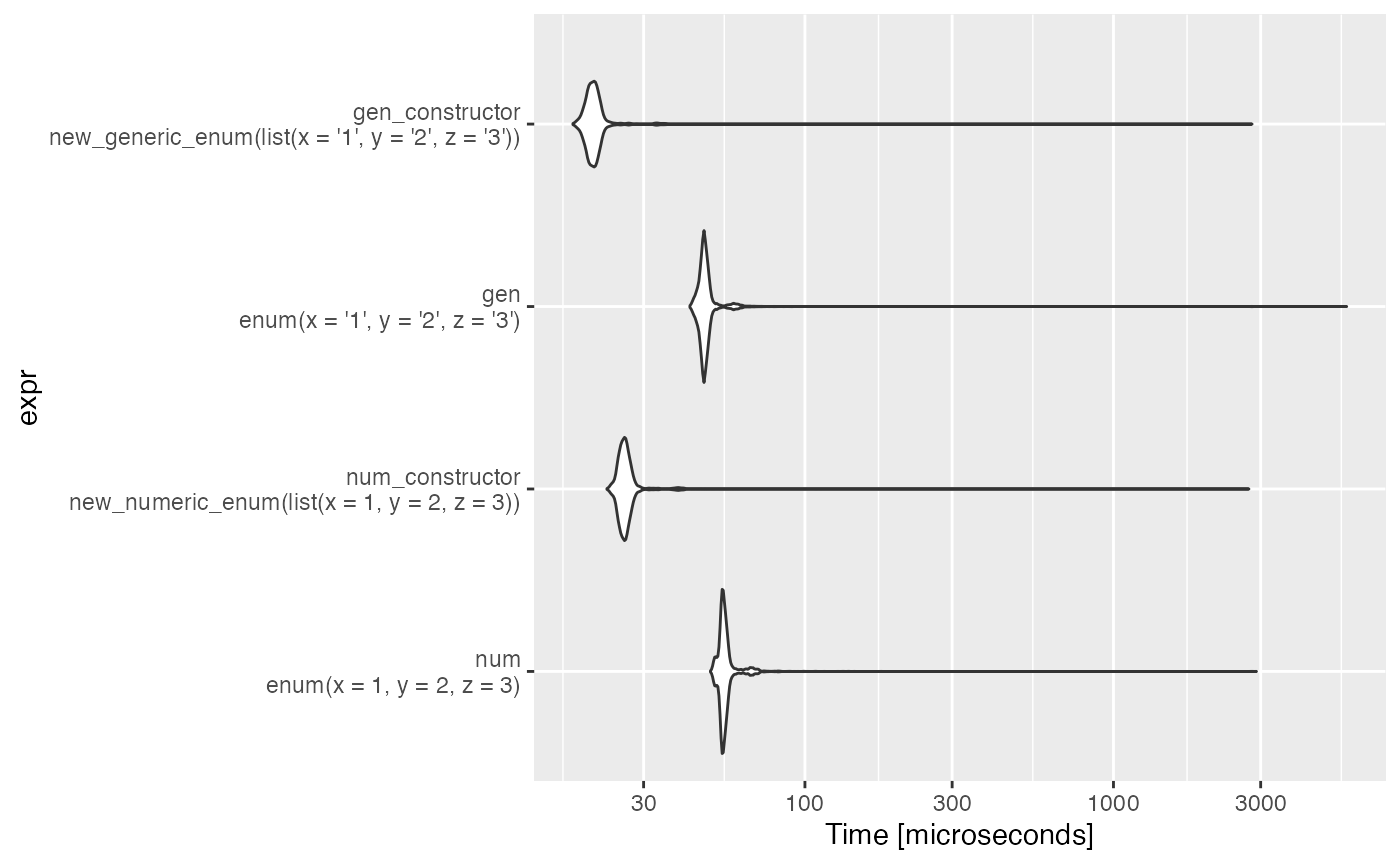 gen_constructor
new_generic_enum(list(x = '1', y = '2', z = '3'))
gen
enum(x = '1', y = '2', z = '3')
expr
num_constructor
new_numeric_enum(list(x = 1, y = 2, z = 3))
num
enum(x = 1, y = 2, z = 3)
30 100 300 1000 3000
Time [microseconds]